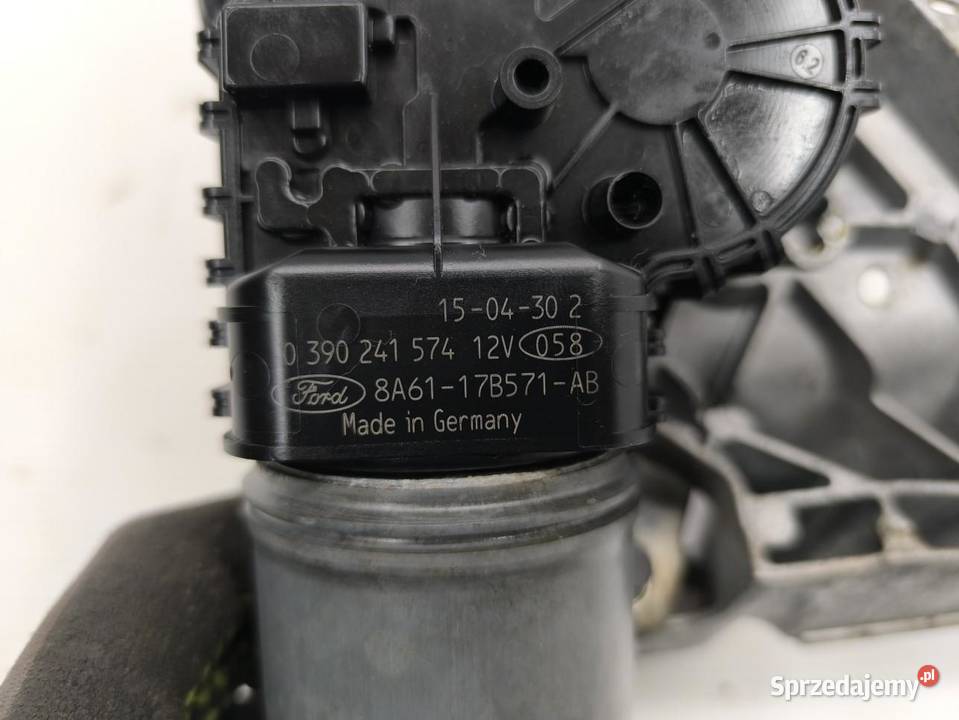 62
15-04-30 2
0 390 241 574 12V 058
Ford 8A61-17B571-AB
Made in Germany
Sprzedajemy.pl